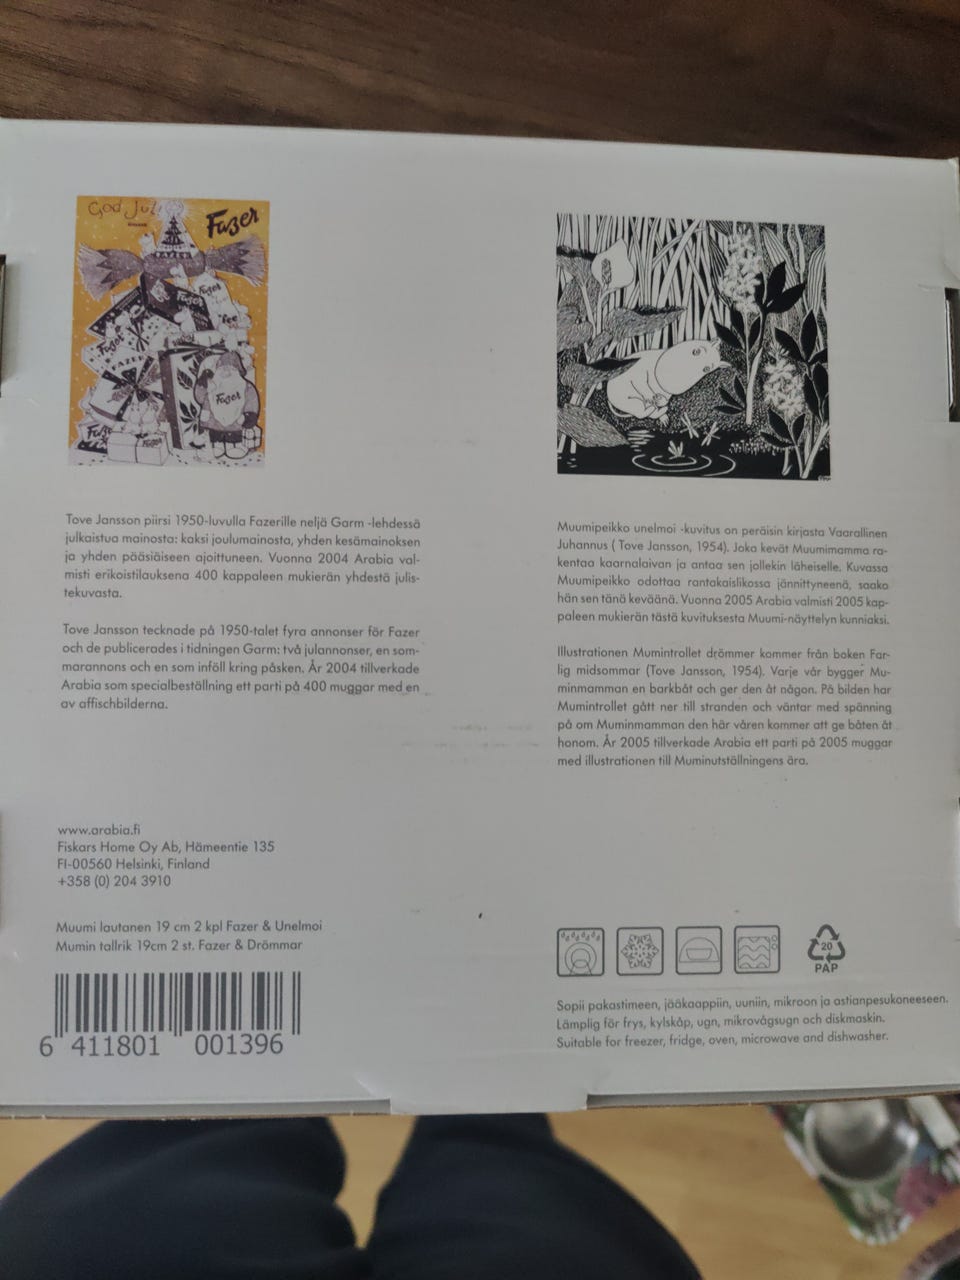 God Jul
Fazer
FAZER
Fazer
Fazer
Fazer
FAZER
Fazer
Fazer
Tove Jansson piirsi 1950-luvulla Fazerille neljä Garm -lehdessä
julkaistua mainosta: kaksi joulumainosta, yhden kesämainoksen
ja yhden pääsiäiseen ajoittuneen. Vuonna 2004 Arabia val-
misti erikoistilauksena 400 kappaleen mukierän yhdestä julis-
tekuvasta.
Tove Jansson tecknade på 1950-talet fyra annonser för Fazer
och de publicerades i tidningen Garm: två julannonser, en som-
marannons och en som inföll kring påsken. År 2004 tillverkade
Arabia som specialbeställning ett parti på 400 muggar med en
av affischbilderna.
www.arabia.fi
Fiskars Home Oy Ab, Hämeentie 135
FI-00560 Helsinki, Finland
+358 (0) 204 3910
Muumi lautanen 19 cm 2 kpl Fazer & Unelmoi
Mumin tallrik 19cm 2 st. Fazer & Drömmar
6 411801 001396
Muumipeikko unelmoi -kuvitus on peräisin kirjasta Vaarallinen
Juhannus ( Tove Jansson, 1954). Joka kevät Muumimamma ra-
kentaa kaarnalaivan ja antaa sen jollekin läheiselle. Kuvassa
Muumipeikko odottaa rantakaislikossa jännittyneenä, saako
hän sen tänä keväänä. Vuonna 2005 Arabia valmisti 2005 kap-
paleen mukierän tästä kuvituksesta Muumi-näyttelyn kunniaksi.
Illustrationen Mumintrollet drömmer kommer från boken Far-
lig midsommar (Tove Jansson, 1954). Varje vår bygger Mu-
minmamman en barkbåt och ger den åt någon. På bilden har
Mumintrollet gått ner till stranden och väntar med spänning
på om Muminmamman den här våren kommer att ge båten åt
honom. År 2005 tillverkade Arabia ett parti på 2005 muggar
med illustrationen till Muminutställningens ära.
20
PAP
Sopii pakastimeen, jääkaappiin, uuniin, mikroon ja astianpesukoneeseen.
Lämplig för frys, kylskåp, ugn, mikrovågsugn och diskmaskin.
Suitable for freezer, fridge, oven, microwave and dishwasher.